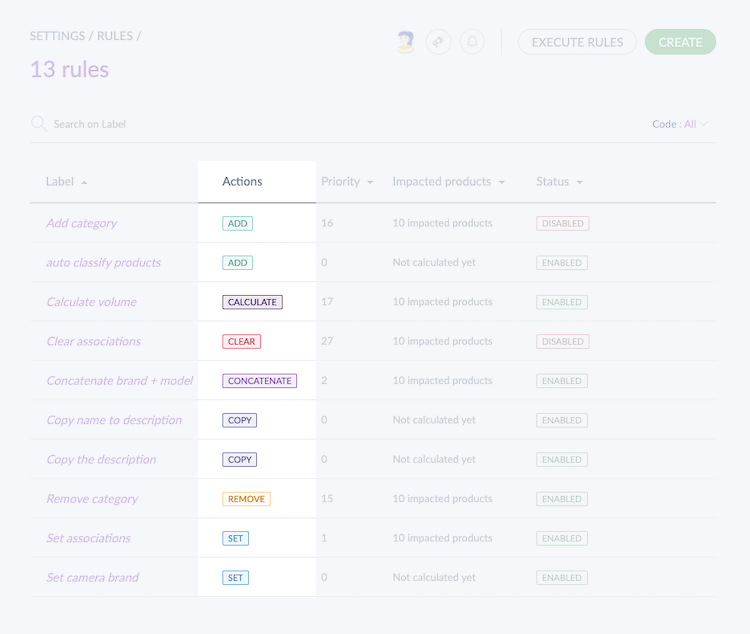 SETTINGS / RULES /
EXECUTE RULES CREATE
13 rules
Search on Label Code : All
Label Actions Priority Impacted products Status
Add category ADD 16 10 impacted products DISABLED
auto classify products ADD 0 Not calculated yet ENABLED
Calculate volume CALCULATE 17 10 impacted products ENABLED
Clear associations CLEAR 27 10 impacted products DISABLED
Concatenate brand + model CONCATENATE 2 10 impacted products ENABLED
Copy name to description COPY 0 Not calculated yet ENABLED
Copy the description COPY 0 Not calculated yet ENABLED
Remove category REMOVE 15 10 impacted products ENABLED
Set associations SET 1 10 impacted products ENABLED
Set camera brand SET 0 Not calculated yet ENABLED